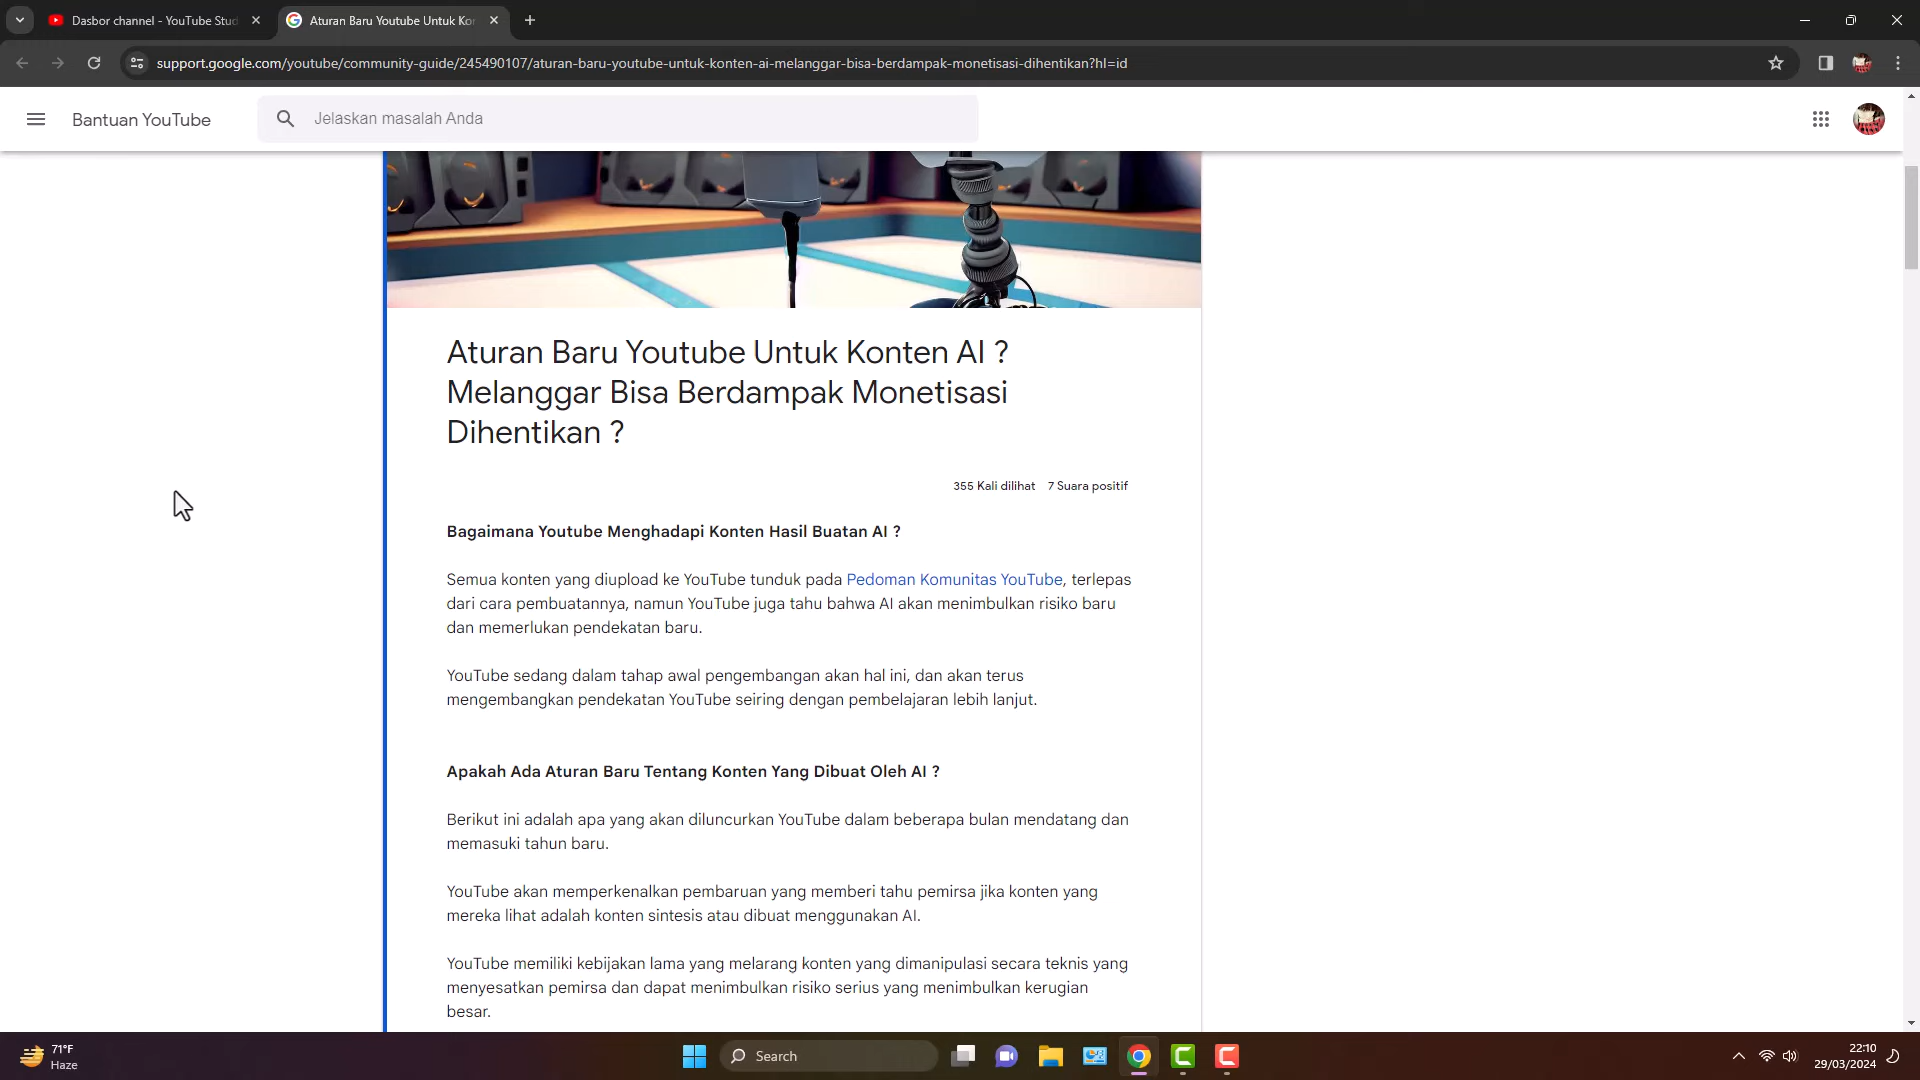 Dasbor channel - YouTube Stud
Aturan Baru Youtube Untuk Kon
support.google.com/youtube/community-guide/245490107/aturan-baru-youtube-untuk-konten-ai-melanggar-bisa-berdampak-monetisasi-dihentikan?hl=id
Bantuan YouTube
Jelaskan masalah Anda
Aturan Baru Youtube Untuk Konten AI ?
Melanggar Bisa Berdampak Monetisasi
Dihentikan ?
355 Kali dilihat 7 Suara positif
Bagaimana Youtube Menghadapi Konten Hasil Buatan AI ?
Semua konten yang diupload ke YouTube tunduk pada Pedoman Komunitas YouTube, terlepas
dari cara pembuatannya, namun YouTube juga tahu bahwa AI akan menimbulkan risiko baru
dan memerlukan pendekatan baru.
YouTube sedang dalam tahap awal pengembangan akan hal ini, dan akan terus
mengembangkan pendekatan YouTube seiring dengan pembelajaran lebih lanjut.
Apakah Ada Aturan Baru Tentang Konten Yang Dibuat Oleh AI ?
Berikut ini adalah apa yang akan diluncurkan YouTube dalam beberapa bulan mendatang dan
memasuki tahun baru.
YouTube akan memperkenalkan pembaruan yang memberi tahu pemirsa jika konten yang
mereka lihat adalah konten sintesis atau dibuat menggunakan AI.
YouTube memiliki kebijakan lama yang melarang konten yang dimanipulasi secara teknis yang
menyesatkan pemirsa dan dapat menimbulkan risiko serius yang menimbulkan kerugian
besar.
71°F
Haze
Search
22:10
29/03/2024